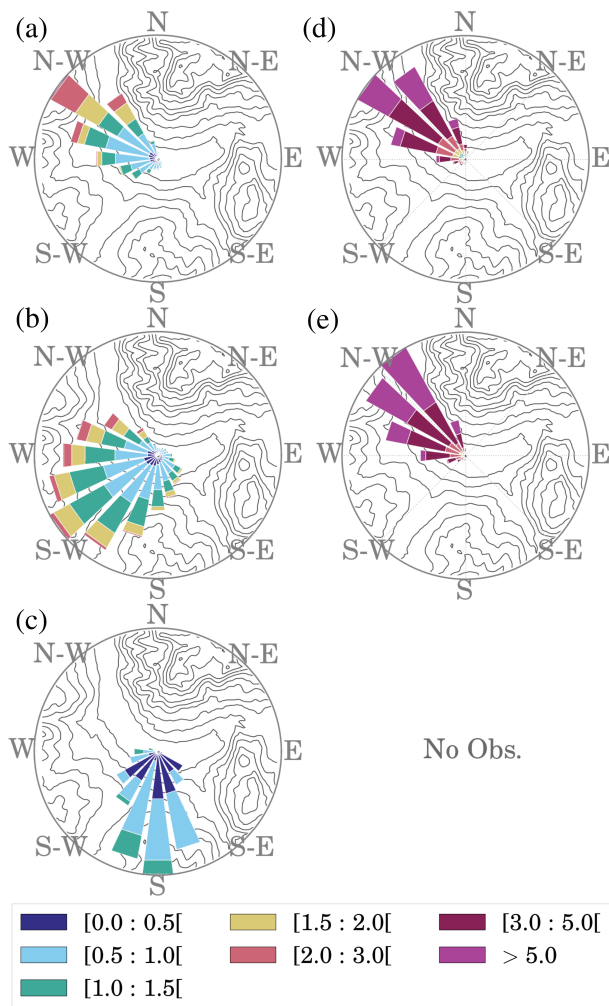 (a)
N
N-W
N-E
W
E
S-W
S-E
S
(d)
N
N-W
N-E
W
E
S-W
S-E
S
(b)
N
N-W
N-E
W
E
S-W
S-E
S
(e)
N
N-W
N-E
W
E
S-W
S-E
S
(c)
N
N-W
N-E
W
E
S-W
S-E
S
No Obs.
[0.0 : 0.5[
[0.5 : 1.0[
[1.0 : 1.5[
[1.5 : 2.0[
[2.0 : 3.0[
[3.0 : 5.0[
> 5.0